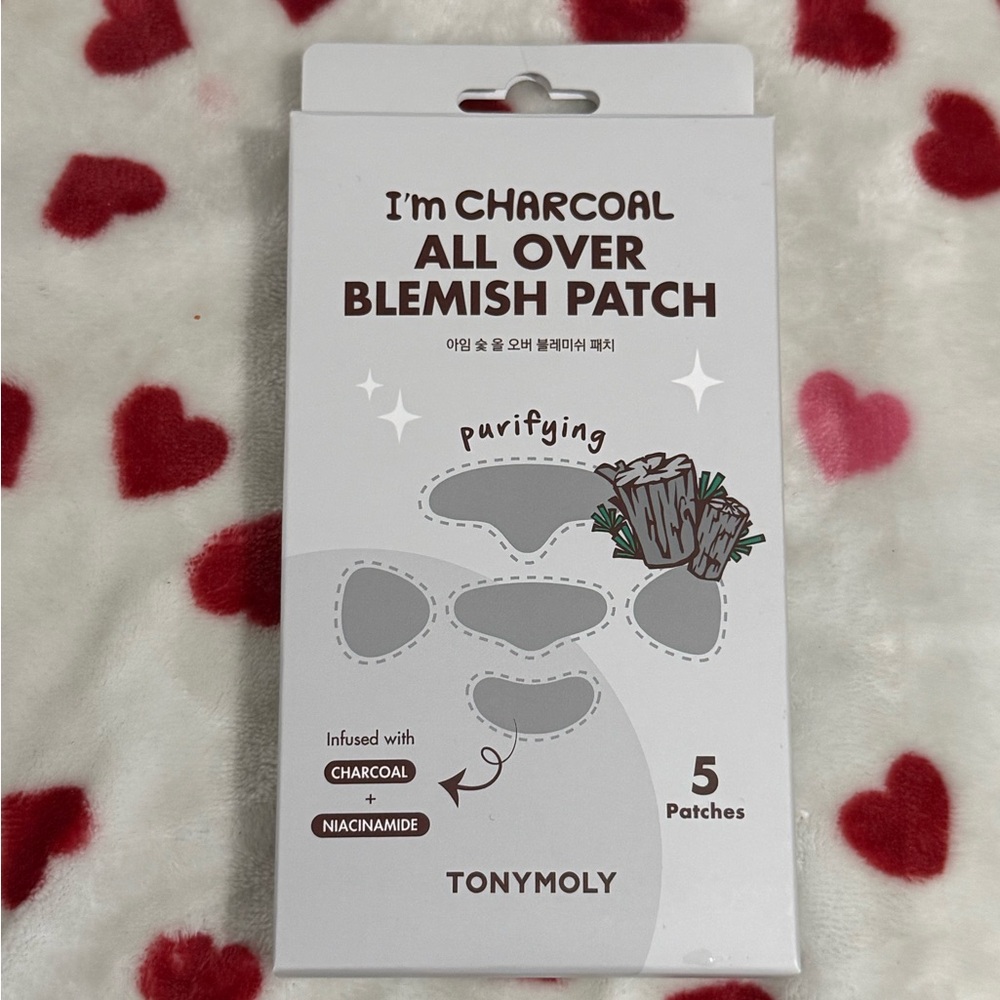 I'm CHARCOAL
ALL OVER
BLEMISH PATCH
아임 숯 올 오버 블레미쉬 패치
purifying
Infused with
CHARCOAL
+
NIACINAMIDE
5
Patches
TONYMOLY